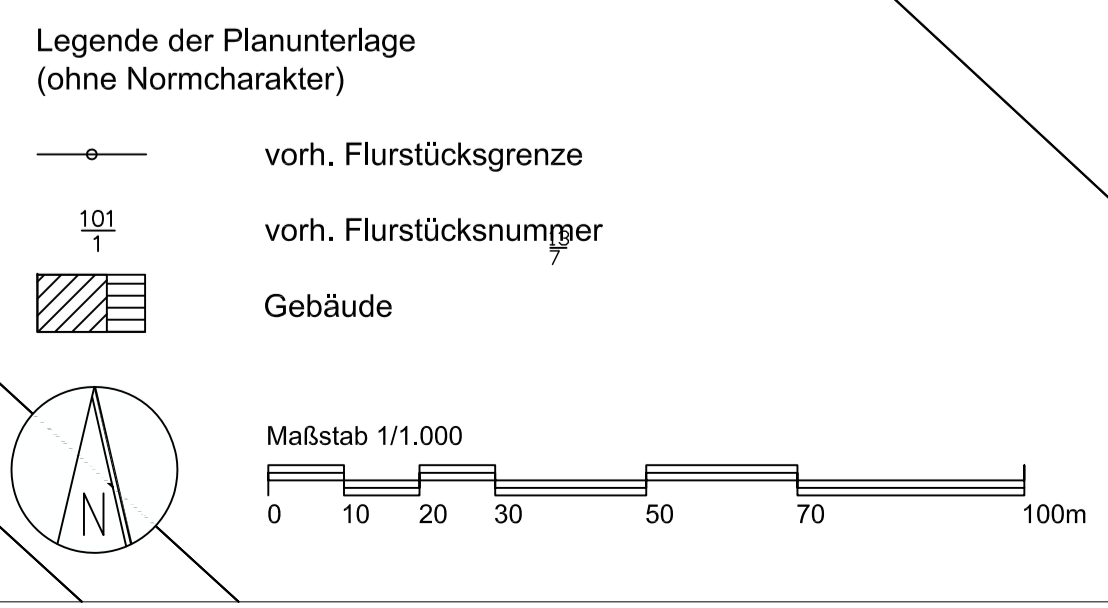 Legende der Planunterlage
(ohne Normcharakter)
vorh. Flurstücksgrenze
101
1
vorh. Flurstücksnummer
13
7
Gebäude
N
Maßstab 1/1.000
0 10 20 30 50 70 100m